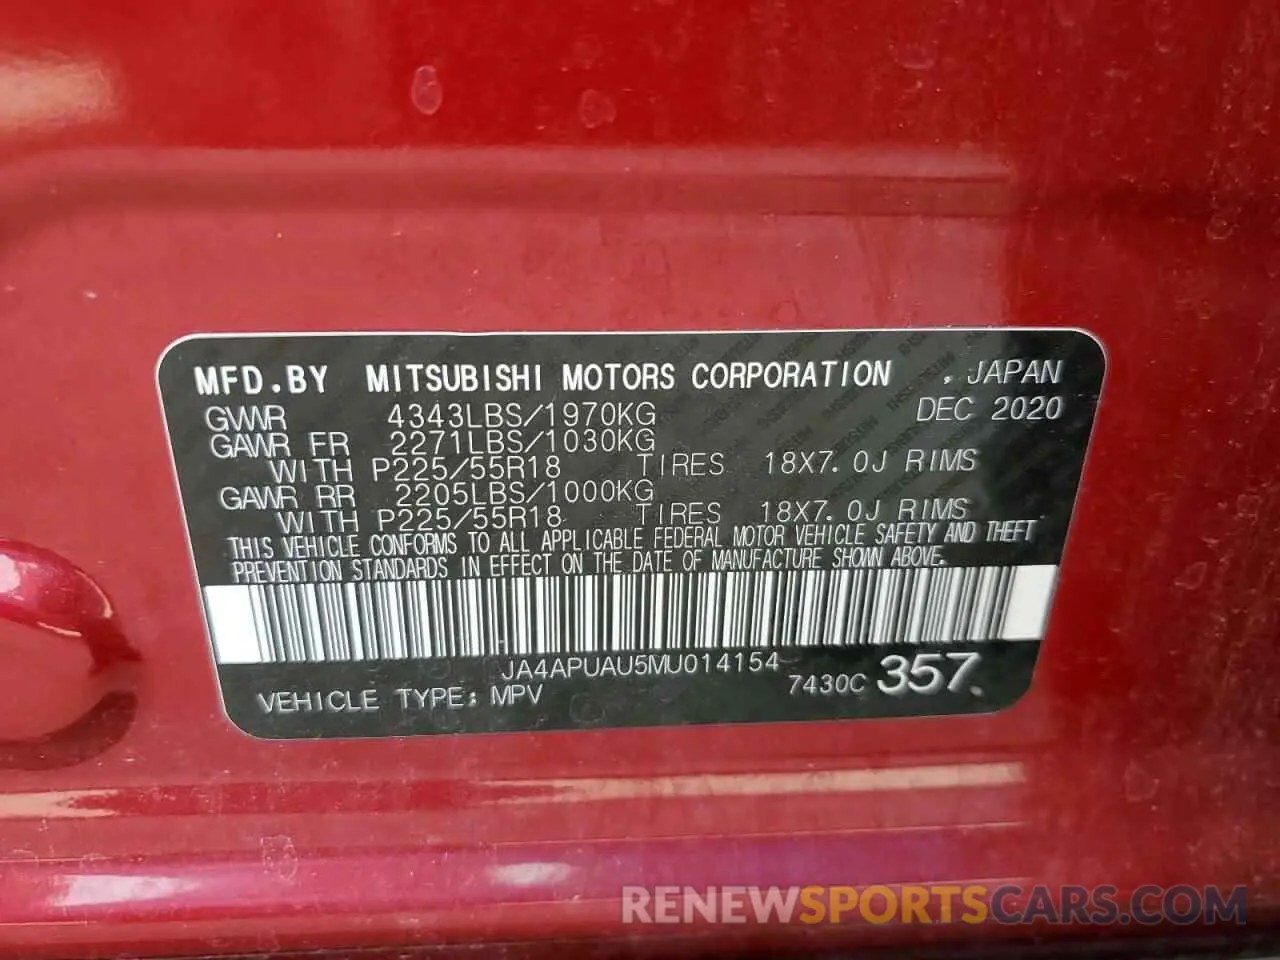 MFD.BY MITSUBISHI MOTORS CORPORATION , JAPAN
GVWR 4343LBS/1970KG DEC 2020
GAWR FR 2271LBS/1030KG
WITH P225/55R18 TIRES 18X7.0J RIMS
GAWR RR 2205LBS/1000KG
WITH P225/55R18 TIRES 18X7.0J RIMS
THIS VEHICLE CONFORMS TO ALL APPLICABLE FEDERAL MOTOR VEHICLE SAFETY AND THEFT
PREVENTION STANDARDS IN EFFECT ON THE DATE OF MANUFACTURE SHOWN ABOVE.
JA4APUAU5MU014154
VEHICLE TYPE: MPV 7430C 357.
RENEWSPORTSCARS.COM